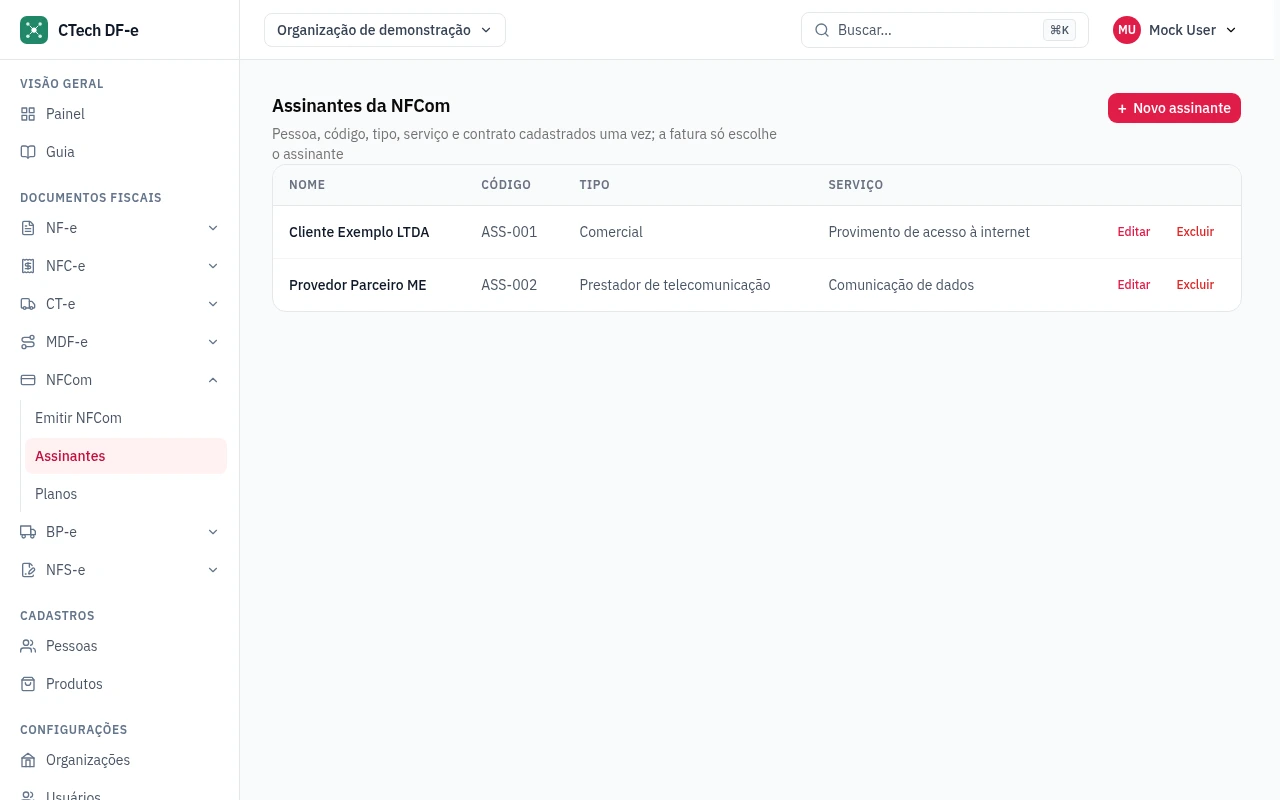 CTech DF-e
Organização de demonstração
Buscar...
⌘K
MU
Mock User
VISÃO GERAL
Painel
Guia
DOCUMENTOS FISCAIS
NF-e
NFC-e
CT-e
MDF-e
NFCom
Emitir NFCom
Assinantes
Planos
BP-e
NFS-e
CADASTROS
Pessoas
Produtos
CONFIGURAÇÕES
Organizações
Usuários
Assinantes da NFCom
Pessoa, código, tipo, serviço e contrato cadastrados uma vez; a fatura só escolhe
o assinante
+ Novo assinante
NOME CÓDIGO TIPO SERVIÇO
Cliente Exemplo LTDA ASS-001 Comercial Provimento de acesso à internet Editar Excluir
Provedor Parceiro ME ASS-002 Prestador de telecomunicação Comunicação de dados Editar Excluir